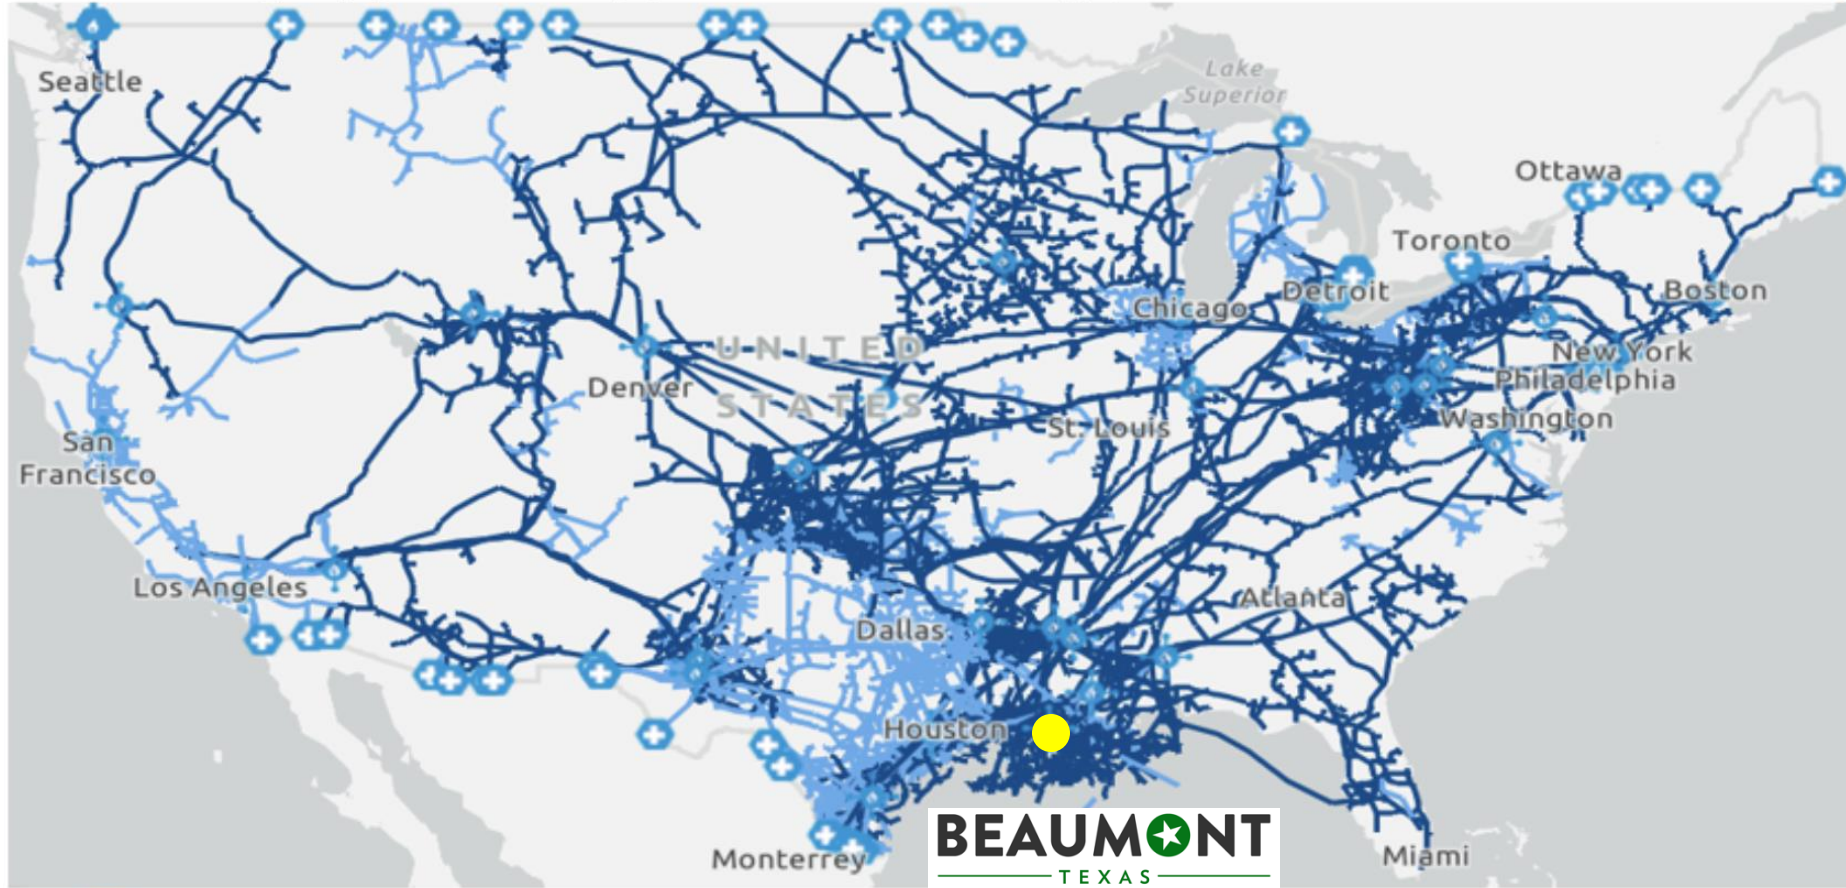 Seattle
Lake
Superior
Ottawa
Toronto
Chicago
Detroit
Boston
UNITED
STATES
New York
Philadelphia
Denver
Washington
St. Louis
San
Francisco
Los Angeles
Atlanta
Dallas
Houston
BEAUMONT
TEXAS
Monterrey
Miami